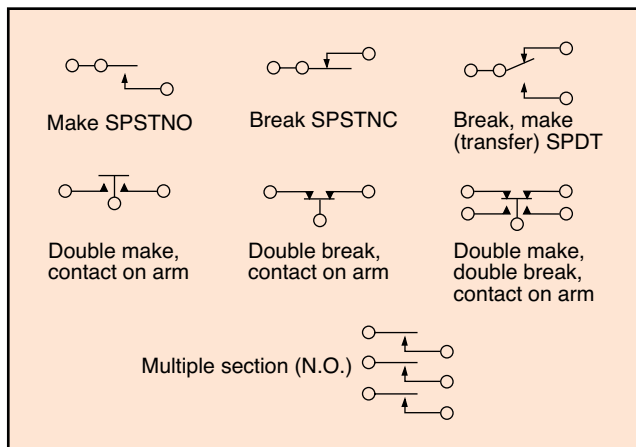 Make SPSTNO
Break SPSTNC
Break, make
(transfer) SPDT
Double make,
contact on arm
Double break,
contact on arm
Double make,
double break,
contact on arm
Multiple section (N.O.)